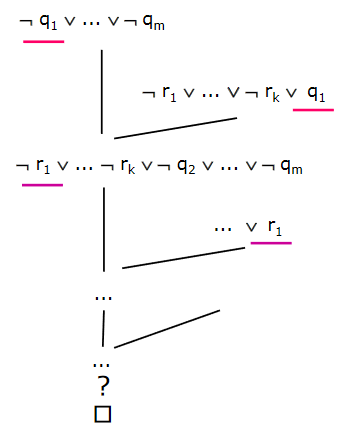 ¬ q₁ ∨ ... ∨ ¬ qₘ
¬ r₁ ∨ ... ∨ ¬ rₖ ∨ q₁
¬ r₁ ∨ ... ¬ rₖ ∨ ¬ q₂ ∨ ... ∨ ¬ qₘ
... ∨ r₁
...
...
?
□